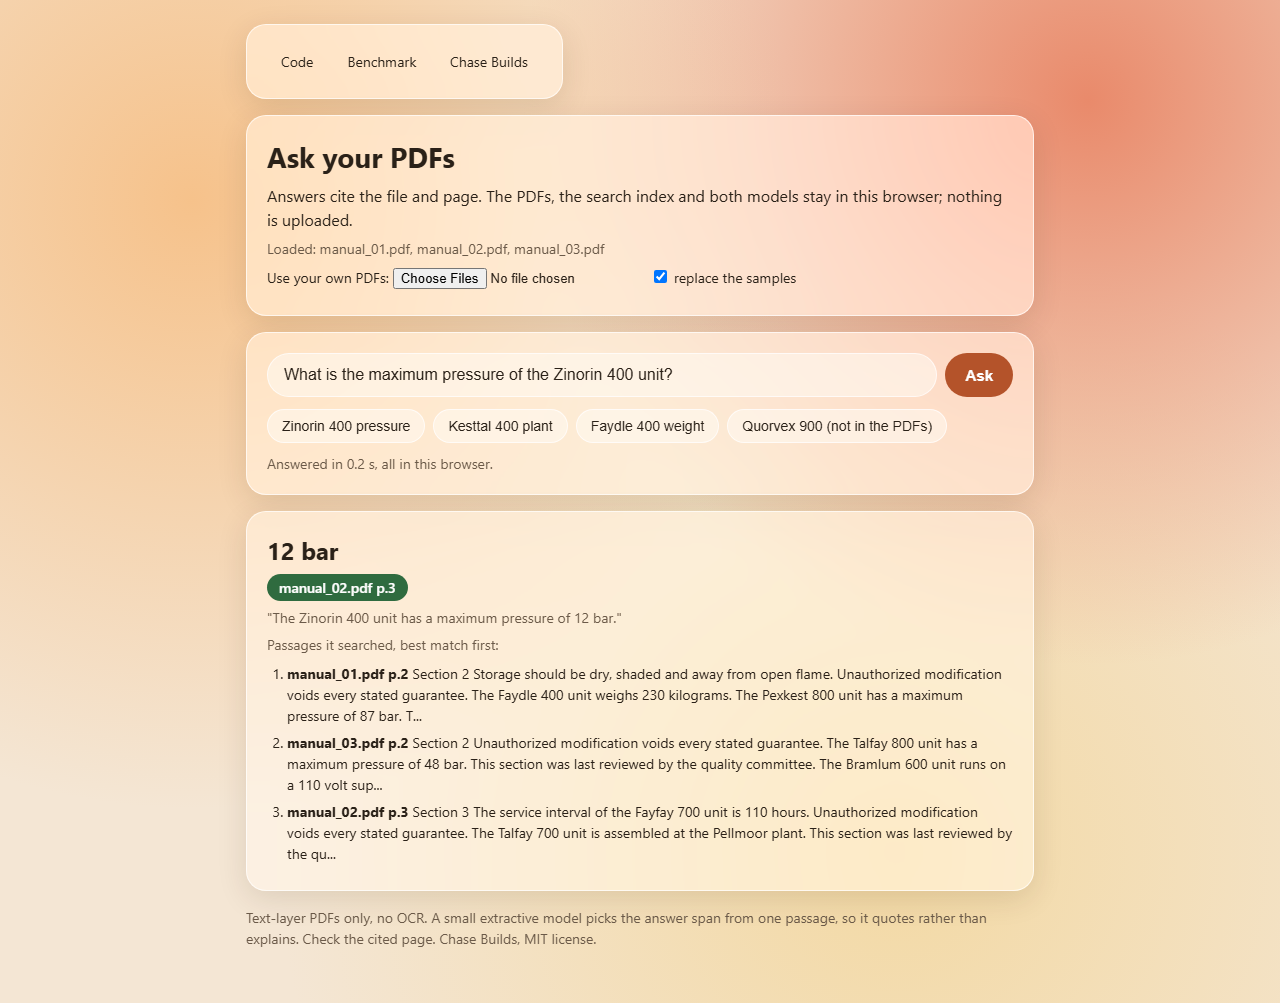 Code Benchmark Chase Builds
Ask your PDFs
Answers cite the file and page. The PDFs, the search index and both models stay in this browser; nothing
is uploaded.
Loaded: manual_01.pdf, manual_02.pdf, manual_03.pdf
Use your own PDFs: Choose Files No file chosen replace the samples
What is the maximum pressure of the Zinorin 400 unit? Ask
Zinorin 400 pressure Kesttal 400 plant Faydle 400 weight Quorvex 900 (not in the PDFs)
Answered in 0.2 s, all in this browser.
12 bar
manual_02.pdf p.3
"The Zinorin 400 unit has a maximum pressure of 12 bar."
Passages it searched, best match first:
1. manual_01.pdf p.2 Section 2 Storage should be dry, shaded and away from open flame. Unauthorized modification
voids every stated guarantee. The Faydle 400 unit weighs 230 kilograms. The Pexkest 800 unit has a maximum
pressure of 87 bar. T...
2. manual_03.pdf p.2 Section 2 Unauthorized modification voids every stated guarantee. The Talfay 800 unit has a
maximum pressure of 48 bar. This section was last reviewed by the quality committee. The Bramlum 600 unit runs on
a 110 volt sup...
3. manual_02.pdf p.3 Section 3 The service interval of the Fayfay 700 unit is 110 hours. Unauthorized modification
voids every stated guarantee. The Talfay 700 unit is assembled at the Pellmoor plant. This section was last reviewed by
the qu...
Text-layer PDFs only, no OCR. A small extractive model picks the answer span from one passage, so it quotes rather than
explains. Check the cited page. Chase Builds, MIT license.